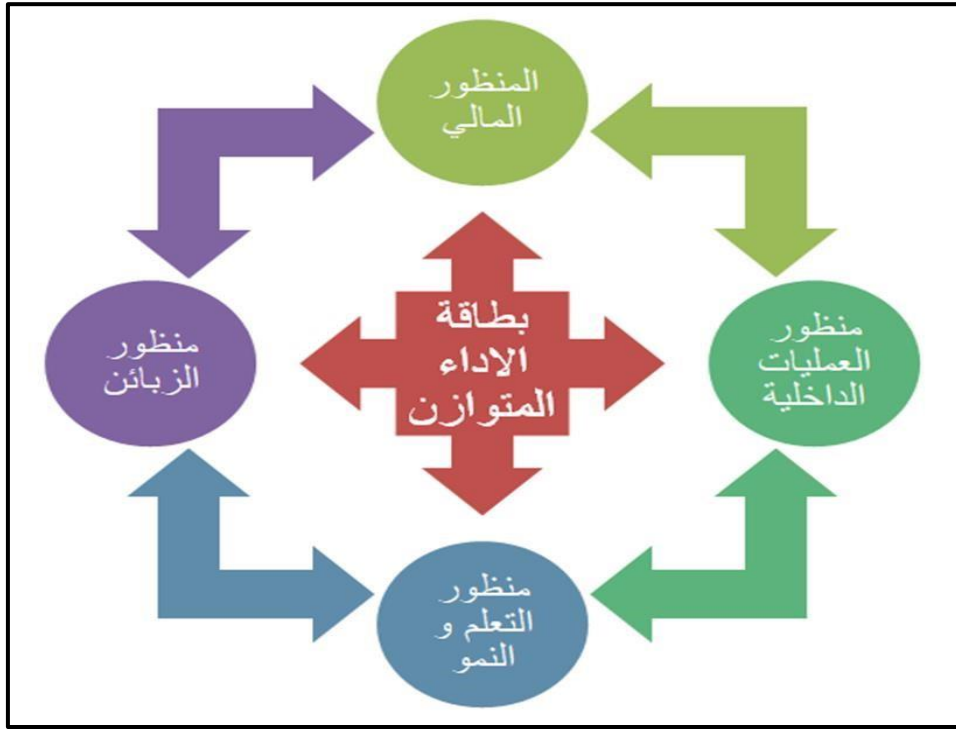 المنظور
المالي
منظور
العمليات
الداخلية
بطاقة
الاداء
المتوازن
منظور
الزبائن
منظور
التعلم و
النمو